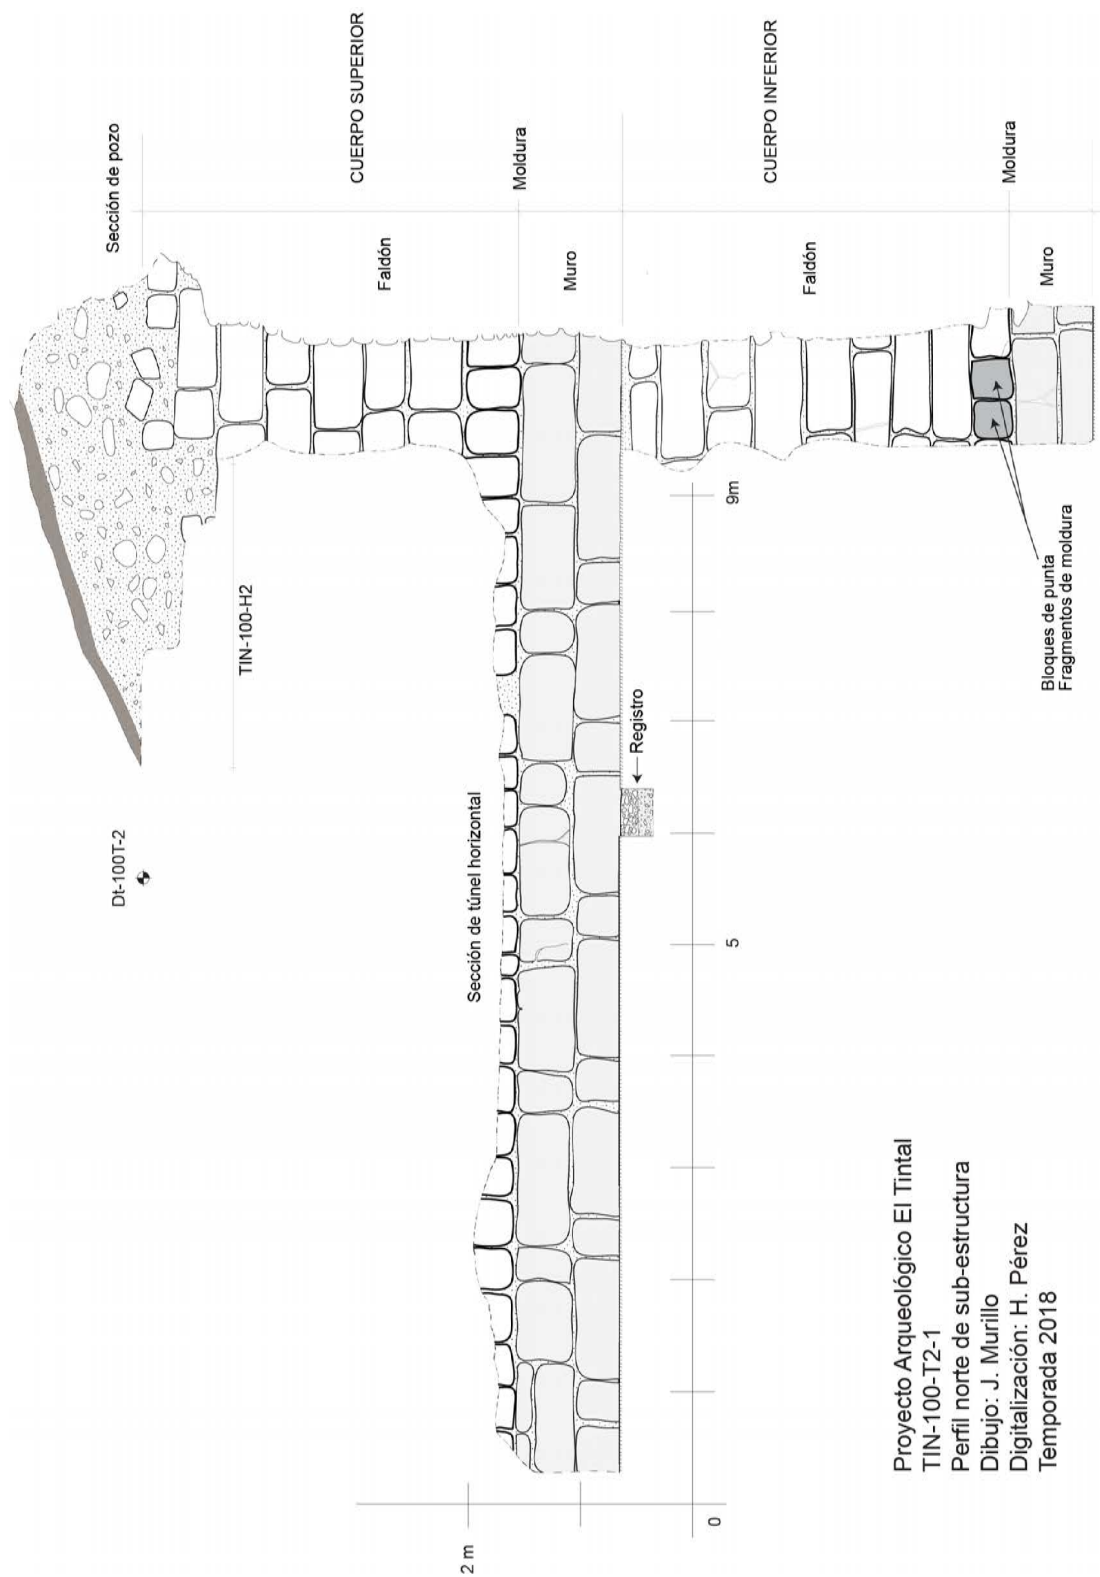 Sección de pozo
CUERPO SUPERIOR
Faldón
Moldura
Muro
CUERPO INFERIOR
Faldón
Moldura
Muro
TIN-100-H2
Dt-100T-2
Sección de túnel horizontal
Registro
9m
5
0
2 m
Bloques de punta
Fragmentos de moldura
Proyecto Arqueológico El Tintal
TIN-100-T2-1
Perfil norte de sub-estructura
Dibujo: J. Murillo
Digitalización: H. Pérez
Temporada 2018